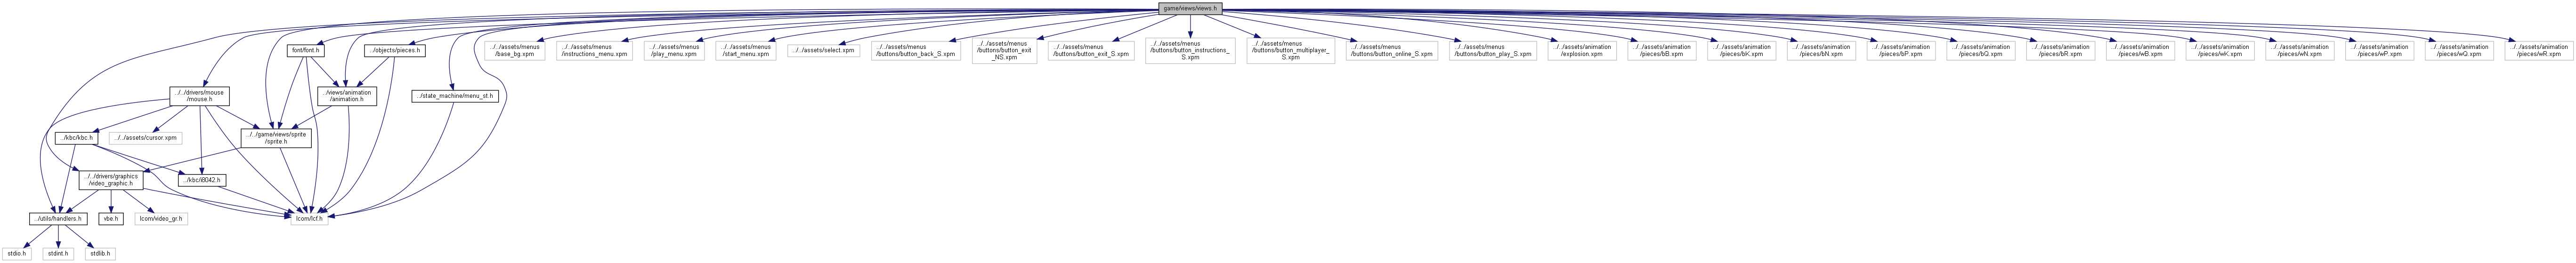 game/views/views.h
font/font.h
../objects/pieces.h
../../assets/menus
/base_bg.xpm
../../assets/menus
/instructions_menu.xpm
../../assets/menus
/play_menu.xpm
../../assets/menus
/start_menu.xpm
../../assets/select.xpm
../../assets/menus
/buttons/button_back_S.xpm
../../assets/menus
/buttons/button_exit
_NS.xpm
../../assets/menus
/buttons/button_exit_S.xpm
../../assets/menus
/buttons/button_instructions_
S.xpm
../../assets/menus
/buttons/button_multiplayer_
S.xpm
../../assets/menus
/buttons/button_online_S.xpm
../../assets/menus
/buttons/button_play_S.xpm
../../assets/animation
/explosion.xpm
../../assets/animation
/pieces/bB.xpm
../../assets/animation
/pieces/bK.xpm
../../assets/animation
/pieces/bN.xpm
../../assets/animation
/pieces/bP.xpm
../../assets/animation
/pieces/bQ.xpm
../../assets/animation
/pieces/bR.xpm
../../assets/animation
/pieces/wB.xpm
../../assets/animation
/pieces/wK.xpm
../../assets/animation
/pieces/wN.xpm
../../assets/animation
/pieces/wP.xpm
../../assets/animation
/pieces/wQ.xpm
../../assets/animation
/pieces/wR.xpm
../../drivers/mouse
/mouse.h
../views/animation
/animation.h
../state_machine/menu_st.h
../kbc/kbc.h
../../assets/cursor.xpm
../../game/views/sprite
/sprite.h
../../drivers/graphics
/video_graphic.h
../kbc/i8042.h
../utils/handlers.h
vbe.h
lcom/video_gr.h
lcom/lcf.h
stdio.h
stdint.h
stdlib.h